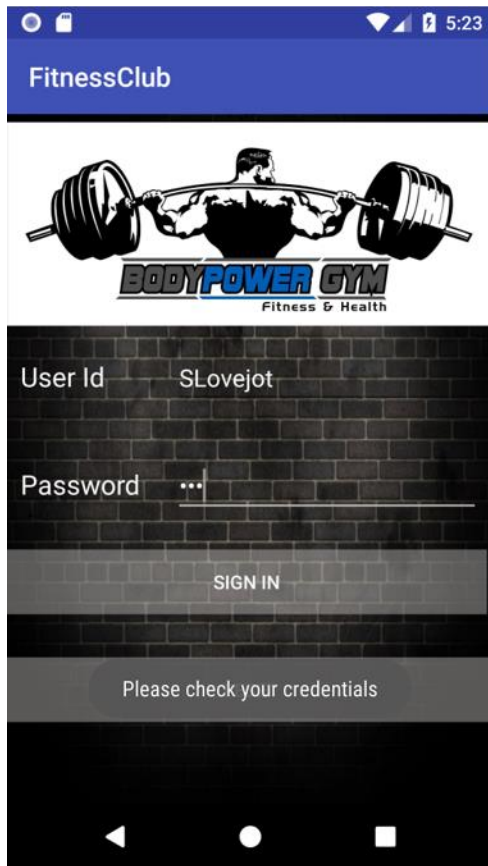 5:23
FitnessClub
BODYPOWER GYM
Fitness & Health
User Id SLovejot
Password •••
SIGN IN
Please check your credentials